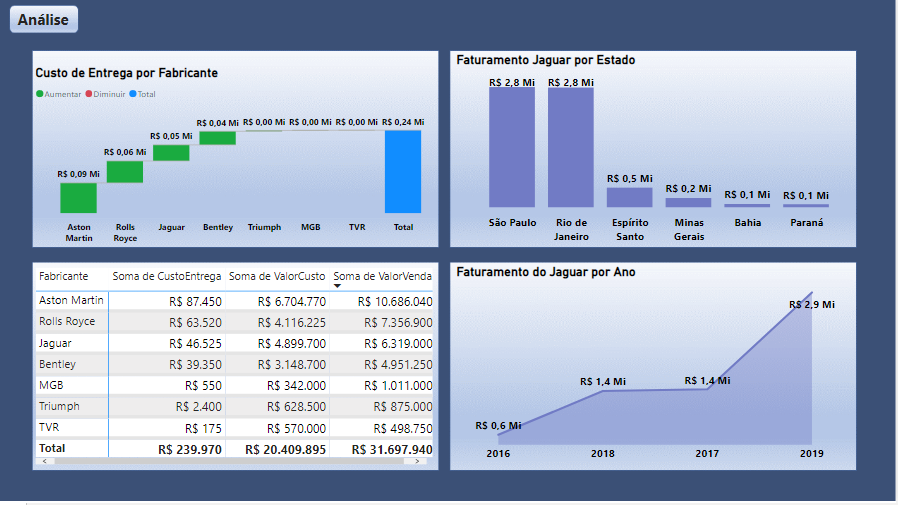 Análise
Custo de Entrega por Fabricante
Aumentar Diminuir Total
R$ 0,09 Mi
R$ 0,06 Mi
R$ 0,05 Mi
R$ 0,04 Mi
R$ 0,00 Mi
R$ 0,00 Mi
R$ 0,00 Mi
R$ 0,24 Mi
Aston Martin
Rolls Royce
Jaguar
Bentley
Triumph
MGB
TVR
Total
Faturamento Jaguar por Estado
R$ 2,8 Mi
R$ 2,8 Mi
R$ 0,5 Mi
R$ 0,2 Mi
R$ 0,1 Mi
R$ 0,1 Mi
São Paulo
Rio de Janeiro
Espírito Santo
Minas Gerais
Bahia
Paraná
Fabricante Soma de CustoEntrega Soma de ValorCusto Soma de ValorVenda
Aston Martin R$ 87.450 R$ 6.704.770 R$ 10.686.040
Rolls Royce R$ 63.520 R$ 4.116.225 R$ 7.356.900
Jaguar R$ 46.525 R$ 4.899.700 R$ 6.319.000
Bentley R$ 39.350 R$ 3.148.700 R$ 4.951.250
MGB R$ 550 R$ 342.000 R$ 1.011.000
Triumph R$ 2.400 R$ 628.500 R$ 875.000
TVR R$ 175 R$ 570.000 R$ 498.750
Total R$ 239.970 R$ 20.409.895 R$ 31.697.940
Faturamento do Jaguar por Ano
R$ 0,6 Mi
R$ 1,4 Mi
R$ 1,4 Mi
R$ 2,9 Mi
2016
2018
2017
2019